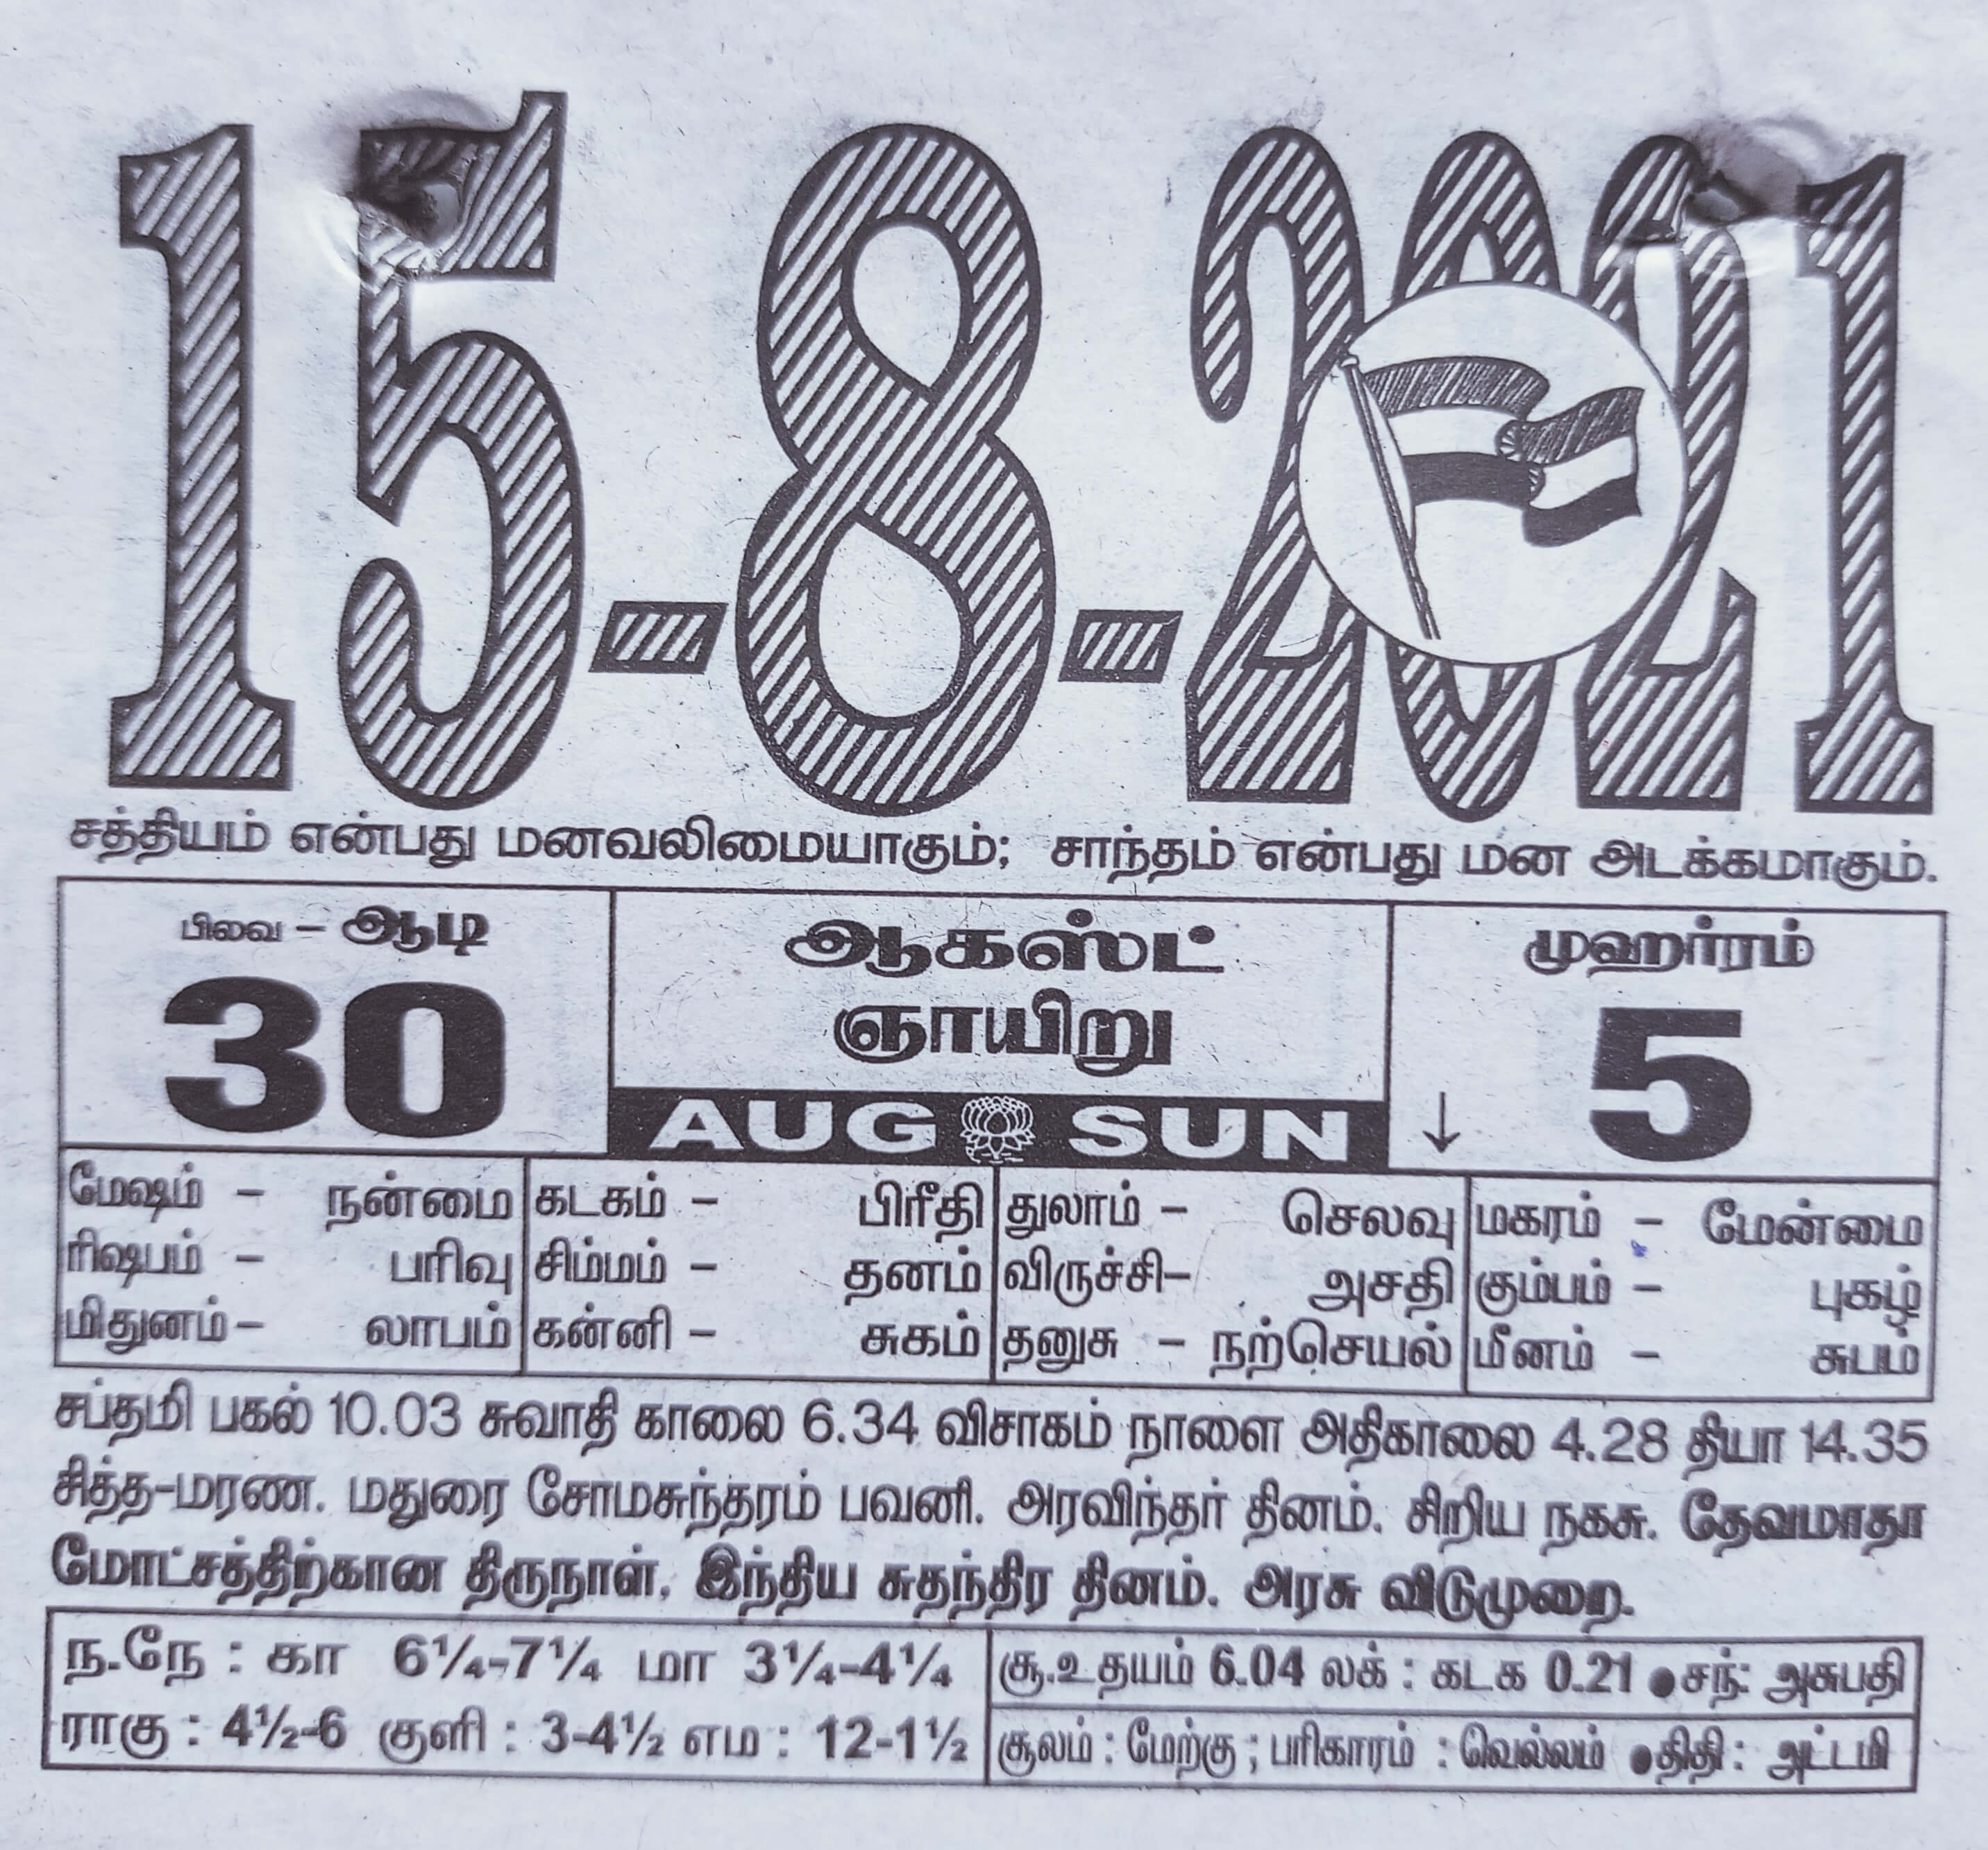 15-8-2021
சத்தியம் என்பது மனவலிமையாகும்; சாந்தம் என்பது மன அடக்கமாகும்.
பிலவ - ஆடி
30
ஆகஸ்ட்
ஞாயிறு
AUG SUN
முஹர்ரம்
↓ 5
மேஷம் - நன்மை
ரிஷபம் - பரிவு
மிதுனம் - லாபம்
கடகம் - பிரீதி
சிம்மம் - தனம்
கன்னி - சுகம்
துலாம் - செலவு
விருச்சி- அசதி
தனுசு - நற்செயல்
மகரம் - மேன்மை
கும்பம் - புகழ்
மீனம் - சுபம்
சப்தமி பகல் 10.03 சுவாதி காலை 6.34 விசாகம் நாளை அதிகாலை 4.28 தியா 14.35
சித்த-மரண. மதுரை சோமசுந்தரம் பவனி. அரவிந்தர் தினம். சிறிய நகசு. தேவமாதா
மோட்சத்திற்கான திருநாள். இந்திய சுதந்திர தினம். அரசு விடுமுறை.
ந.நே : கா 6¼-7¼ மா 3¼-4¼
ராகு : 4½-6 குளி : 3-4½ எம : 12-1½
சூ.உதயம் 6.04 லக் : கடக 0.21 ●சந்: அசுபதி
சூலம் : மேற்கு ; பரிகாரம் : வெல்லம் ●திதி : அட்டமி